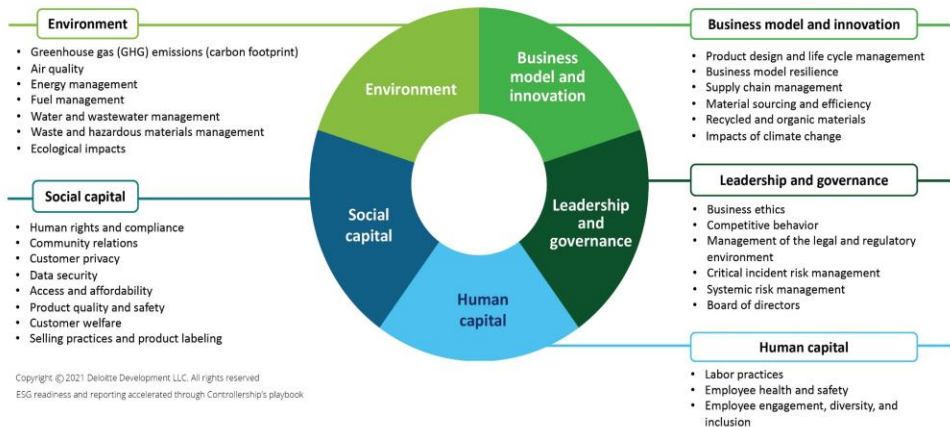 Environment
• Greenhouse gas (GHG) emissions (carbon footprint)
• Air quality
• Energy management
• Fuel management
• Water and wastewater management
• Waste and hazardous materials management
• Ecological impacts
Social capital
• Human rights and compliance
• Community relations
• Customer privacy
• Data security
• Access and affordability
• Product quality and safety
• Customer welfare
• Selling practices and product labeling
Environment
Business
model and
innovation
Social
capital
Leadership
and
governance
Human
capital
Business model and innovation
• Product design and life cycle management
• Business model resilience
• Supply chain management
• Material sourcing and efficiency
• Recycled and organic materials
• Impacts of climate change
Leadership and governance
• Business ethics
• Competitive behavior
• Management of the legal and regulatory
environment
• Critical incident risk management
• Systemic risk management
• Board of directors
Human capital
• Labor practices
• Employee health and safety
• Employee engagement, diversity, and
inclusion
Copyright © 2021 Deloitte Development LLC. All rights reserved
ESG readiness and reporting accelerated through Controllership's playbook